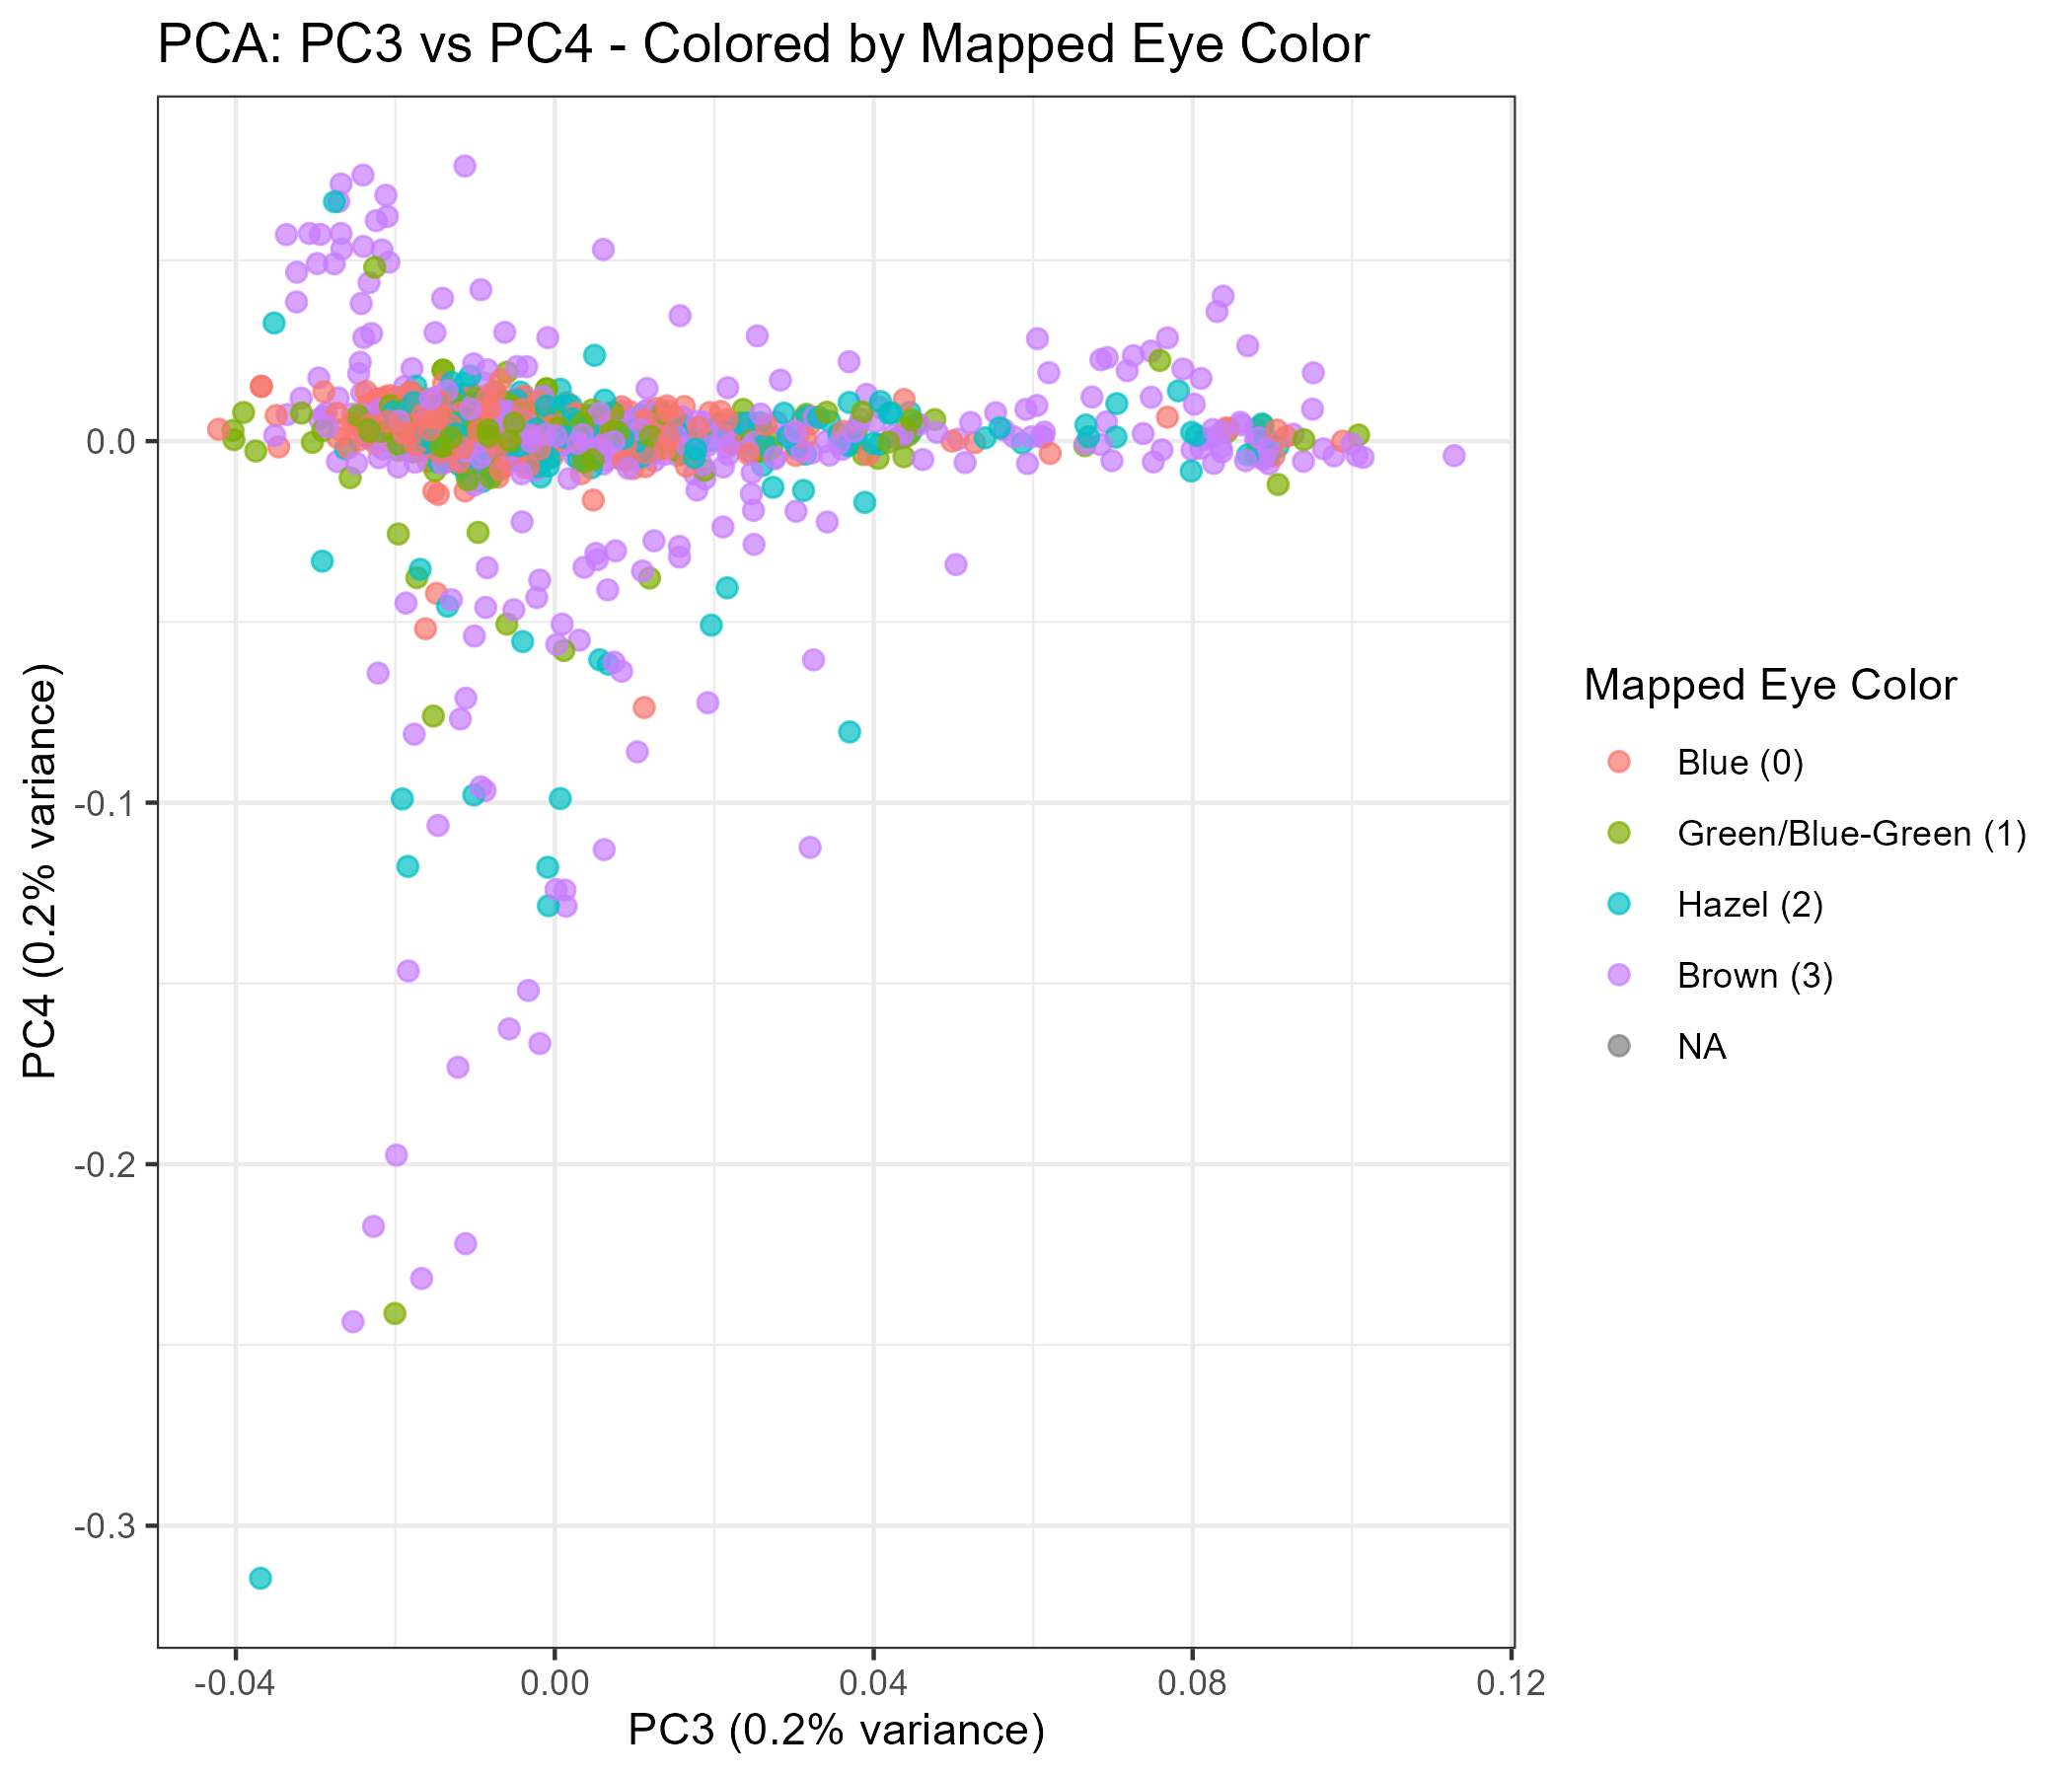 PCA: PC3 vs PC4 - Colored by Mapped Eye Color
PC4 (0.2% variance)
0.0
-0.1
-0.2
-0.3
-0.04
0.00
0.04
0.08
0.12
PC3 (0.2% variance)
Mapped Eye Color
Blue (0)
Green/Blue-Green (1)
Hazel (2)
Brown (3)
NA